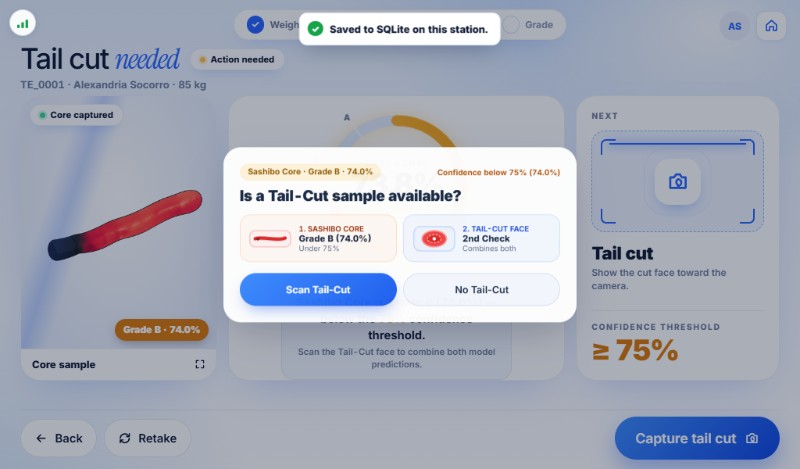 Weigh
Saved to SQLite on this station.
Grade
AS
Tail cut needed
Action needed
TE_0001 · Alexandria Socorro · 85 kg
Core captured
A
NEXT
Sashibo Core · Grade B · 74.0%
Confidence below 75% (74.0%)
Is a Tail-Cut sample available?
1. SASHIBO CORE
Grade B (74.0%)
Under 75%
2. TAIL-CUT FACE
2nd Check
Combines both
Scan Tail-Cut
No Tail-Cut
Tail cut
Show the cut face toward the
camera.
Grade B · 74.0%
Core sample
threshold.
Scan the Tail-Cut face to combine both model
predictions.
CONFIDENCE THRESHOLD
≥ 75%
Back
Retake
Capture tail cut